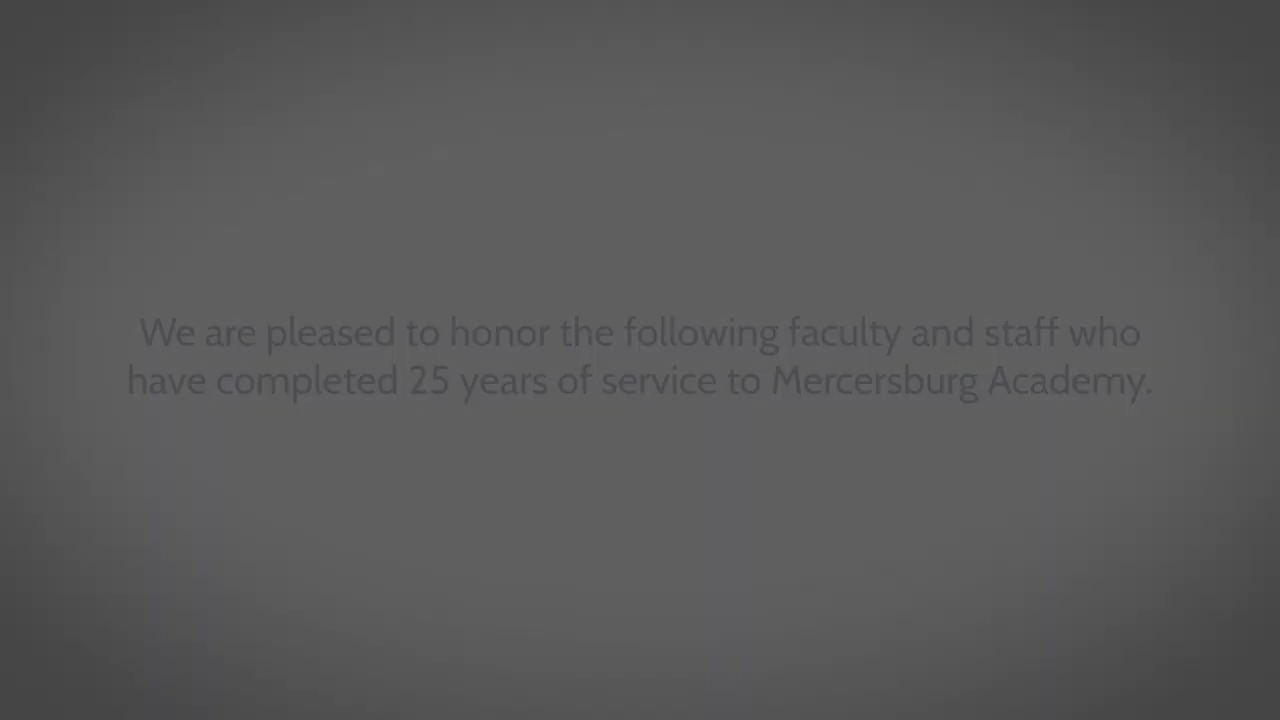 We are pleased to honor the following faculty and staff who
have completed 25 years of service to Mercersburg Academy.